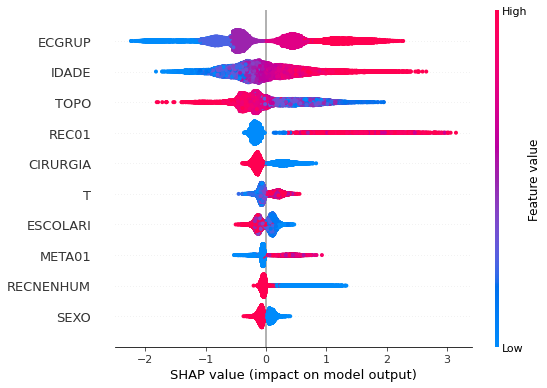 High
ECGRUP
IDADE
TOPO
REC01
CIRURGIA
T
ESCOLARI
META01
RECNENHUM
SEXO
Feature value
Low
−2 −1 0 1 2 3
SHAP value (impact on model output)